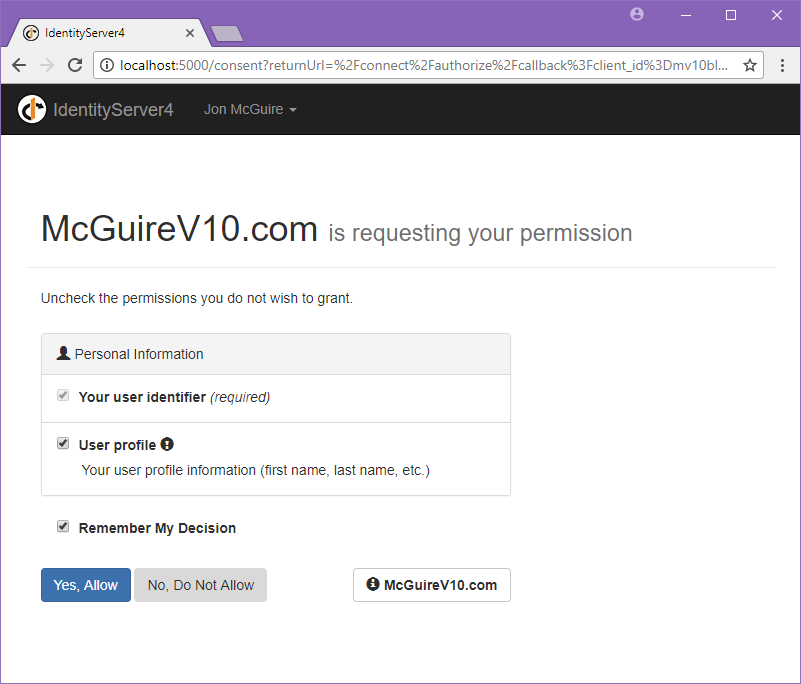 IdentityServer4
localhost:5000/consent?returnUrl=%2Fconnect%2Fauthorize%2Fcallback%3Fclient_id%3Dmv10bl...
IdentityServer4 Jon McGuire
McGuireV10.com is requesting your permission
Uncheck the permissions you do not wish to grant.
Personal Information
Your user identifier (required)
User profile
Your user profile information (first name, last name, etc.)
Remember My Decision
Yes, Allow No, Do Not Allow McGuireV10.com